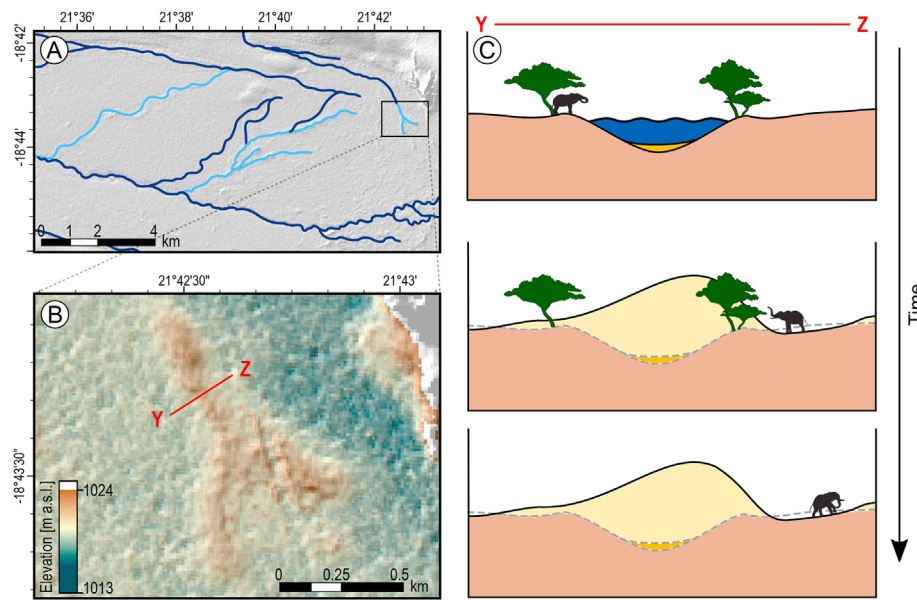 21°36' 21°38' 21°40' 21°42'
-18°42'
-18°44'
A
0 1 2 4
km
21°42'30" 21°43'
-18°43'30"
B
Y
Z
Elevation [m a.s.l.]
1024
1013
0 0.25 0.5
km
Y Z
C
Time